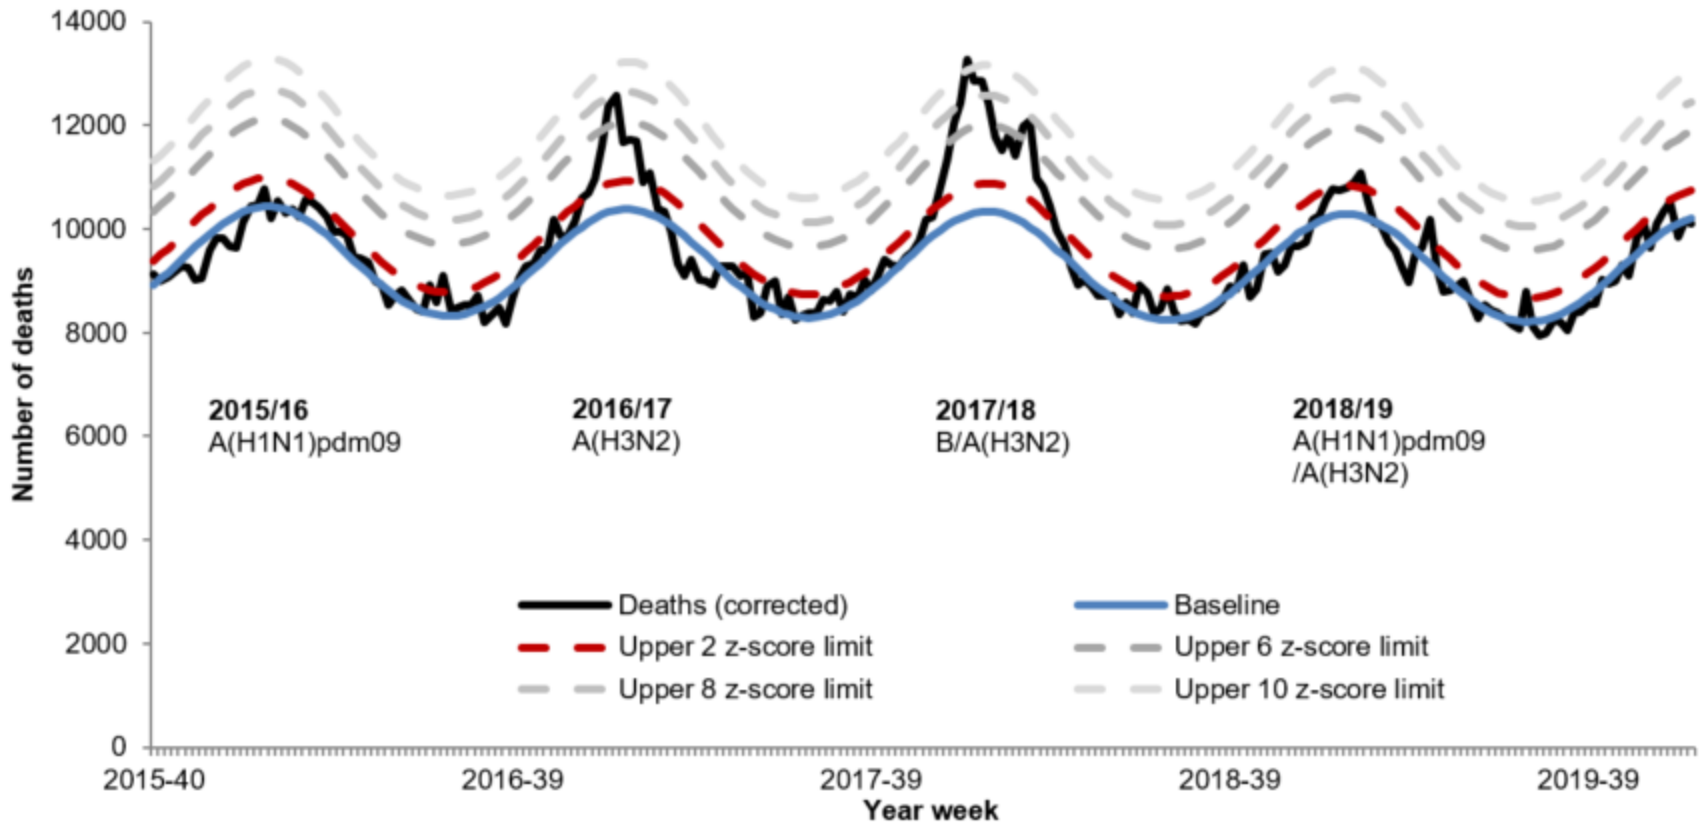 14000
12000
10000
8000
6000
4000
2000
0
Number of deaths
2015/16
A(H1N1)pdm09
2016/17
A(H3N2)
2017/18
B/A(H3N2)
2018/19
A(H1N1)pdm09
/A(H3N2)
Deaths (corrected)
Baseline
Upper 2 z-score limit
Upper 6 z-score limit
Upper 8 z-score limit
Upper 10 z-score limit
2015-40
2016-39
2017-39
2018-39
2019-39
Year week